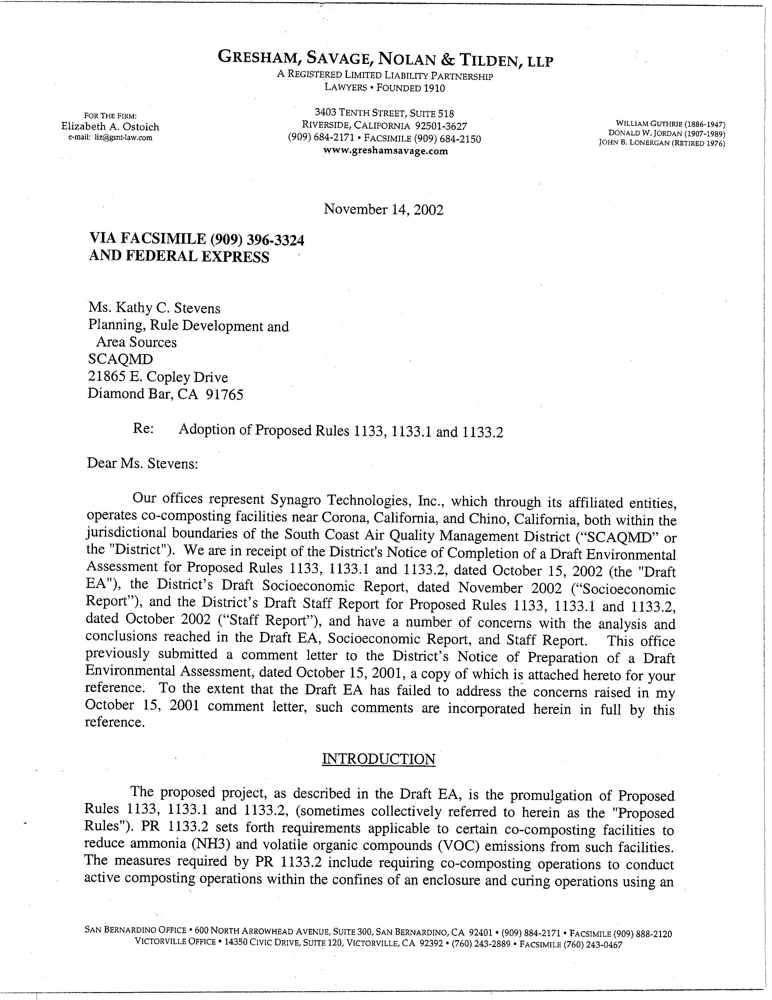 GRESHAM, SAVAGE, NOLAN & TILDEN, LLP
A REGISTERED LIMITED LIABILITY PARTNERSHIP
LAWYERS • FOUNDED 1910
FOR THE FIRM:
Elizabeth A. Ostoich
e-mail: liz@gsnt-law.com
3403 TENTH STREET, SUITE 518
RIVERSIDE, CALIFORNIA 92501-3627
(909) 684-2171 • FACSIMILE (909) 684-2150
www.greshamsavage.com
WILLIAM GUTHRIE (1886-1947)
DONALD W. JORDAN (1907-1989)
JOHN B. LONERGAN (RETIRED 1976)
November 14, 2002
VIA FACSIMILE (909) 396-3324
AND FEDERAL EXPRESS
Ms. Kathy C. Stevens
Planning, Rule Development and
Area Sources
SCAQMD
21865 E. Copley Drive
Diamond Bar, CA 91765
Re: Adoption of Proposed Rules 1133, 1133.1 and 1133.2
Dear Ms. Stevens:
Our offices represent Synagro Technologies, Inc., which through its affiliated entities,
operates co-composting facilities near Corona, California, and Chino, California, both within the
jurisdictional boundaries of the South Coast Air Quality Management District (“SCAQMD” or
the "District"). We are in receipt of the District's Notice of Completion of a Draft Environmental
Assessment for Proposed Rules 1133, 1133.1 and 1133.2, dated October 15, 2002 (the "Draft
EA"), the District’s Draft Socioeconomic Report, dated November 2002 (“Socioeconomic
Report”), and the District’s Draft Staff Report for Proposed Rules 1133, 1133.1 and 1133.2,
dated October 2002 (“Staff Report”), and have a number of concerns with the analysis and
conclusions reached in the Draft EA, Socioeconomic Report, and Staff Report. This office
previously submitted a comment letter to the District’s Notice of Preparation of a Draft
Environmental Assessment, dated October 15, 2001, a copy of which is attached hereto for your
reference. To the extent that the Draft EA has failed to address the concerns raised in my
October 15, 2001 comment letter, such comments are incorporated herein in full by this
reference.
INTRODUCTION
The proposed project, as described in the Draft EA, is the promulgation of Proposed
Rules 1133, 1133.1 and 1133.2, (sometimes collectively referred to herein as the "Proposed
Rules"). PR 1133.2 sets forth requirements applicable to certain co-composting facilities to
reduce ammonia (NH3) and volatile organic compounds (VOC) emissions from such facilities.
The measures required by PR 1133.2 include requiring co-composting operations to conduct
active composting operations within the confines of an enclosure and curing operations using an
SAN BERNARDINO OFFICE • 600 NORTH ARROWHEAD AVENUE, SUITE 300, SAN BERNARDINO, CA 92401 • (909) 884-2171 • FACSIMILE (909) 888-2120
VICTORVILLE OFFICE • 14350 CIVIC DRIVE, SUITE 120, VICTORVILLE, CA 92392 • (760) 243-2889 • FACSIMILE (760) 243-0467